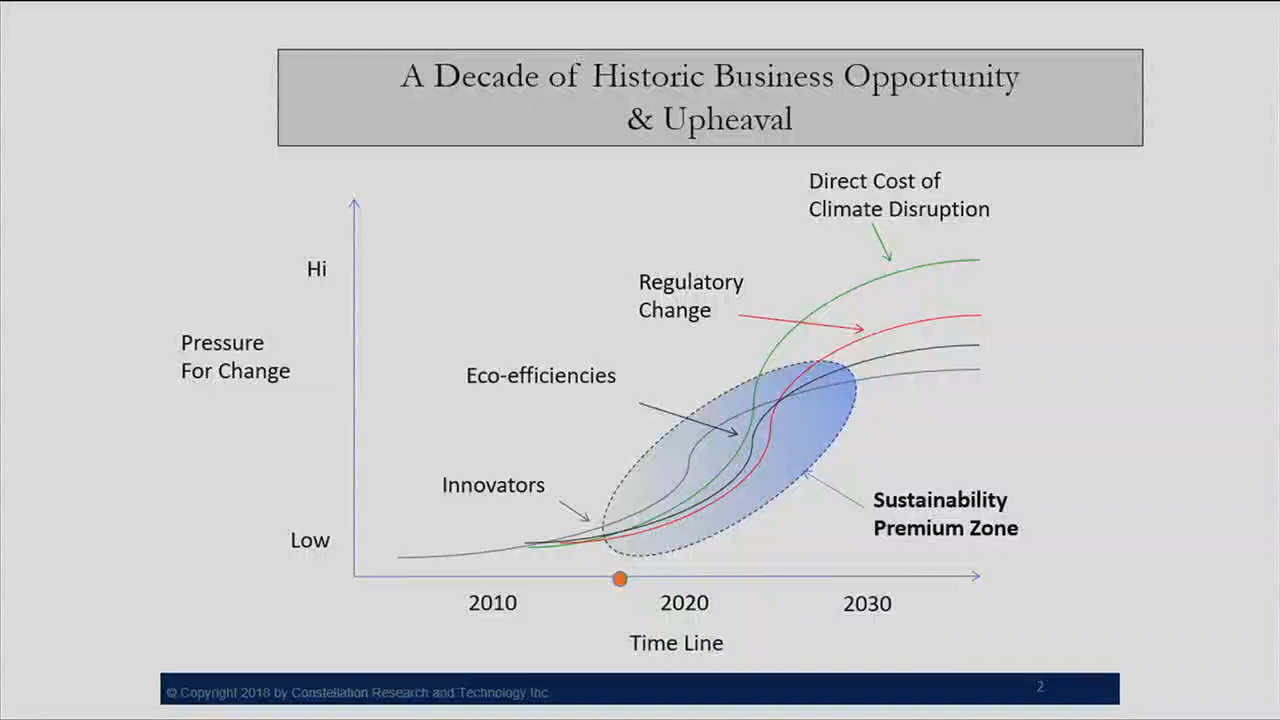 A Decade of Historic Business Opportunity
& Upheaval
Direct Cost of
Climate Disruption
Hi
Regulatory
Change
Pressure
For Change
Eco-efficiencies
Innovators
Sustainability
Premium Zone
Low
2010
2020
2030
Time Line
© Copyright 2018 by Constellation Research and Technology Inc.
2